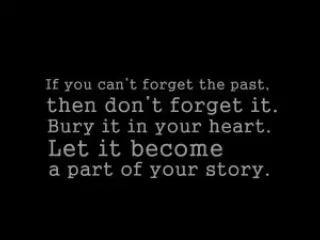 If you can't forget the past,
then don't forget it.
Bury it in your heart.
Let it become
a part of your story.